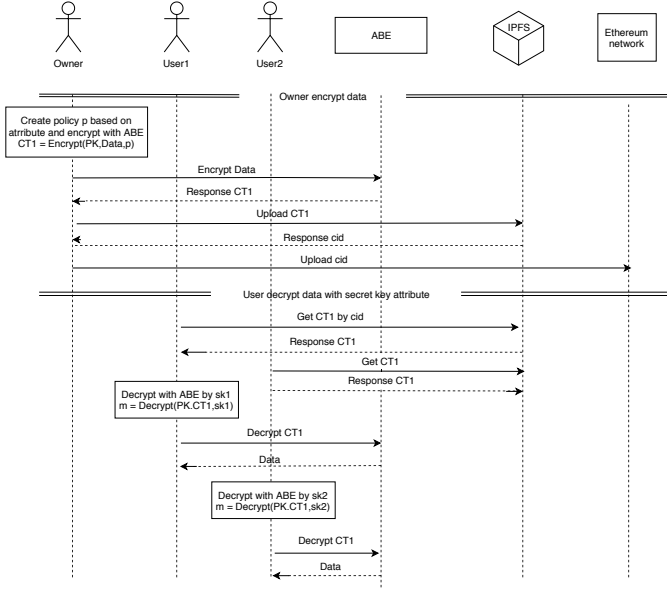 Owner
User1
User2
ABE
IPFS
Ethereum
network
Owner encrypt data
Create policy p based on
atrribute and encrypt with ABE
CT1 = Encrypt(PK,Data,p)
Encrypt Data
Response CT1
Upload CT1
Response cid
Upload cid
User decrypt data with secret key attribute
Get CT1 by cid
Response CT1
Get CT1
Response CT1
Decrypt with ABE by sk1
m = Decrypt(PK.CT1,sk1)
Decrypt CT1
Data
Decrypt with ABE by sk2
m = Decrypt(PK.CT1,sk2)
Decrypt CT1
Data